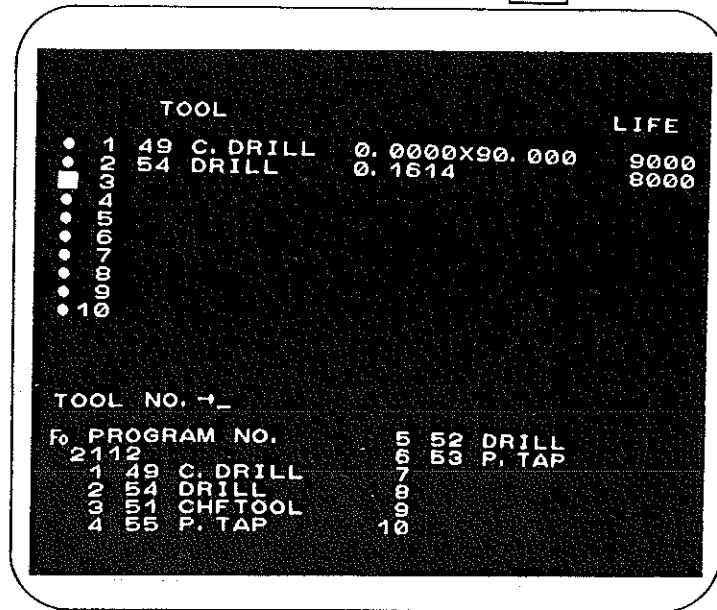 TOOL LIFE
● 1 49 C. DRILL 0. 0000X90. 000 9000
● 2 54 DRILL 0. 1614 8000
■ 3
● 4
● 5
● 6
● 7
● 8
● 9
● 10
TOOL NO. →_
Fo PROGRAM NO. 5 52 DRILL
2112 6 53 P. TAP
1 49 C. DRILL 7
2 54 DRILL 8
3 51 CHFTOOL 9
4 55 P. TAP 10